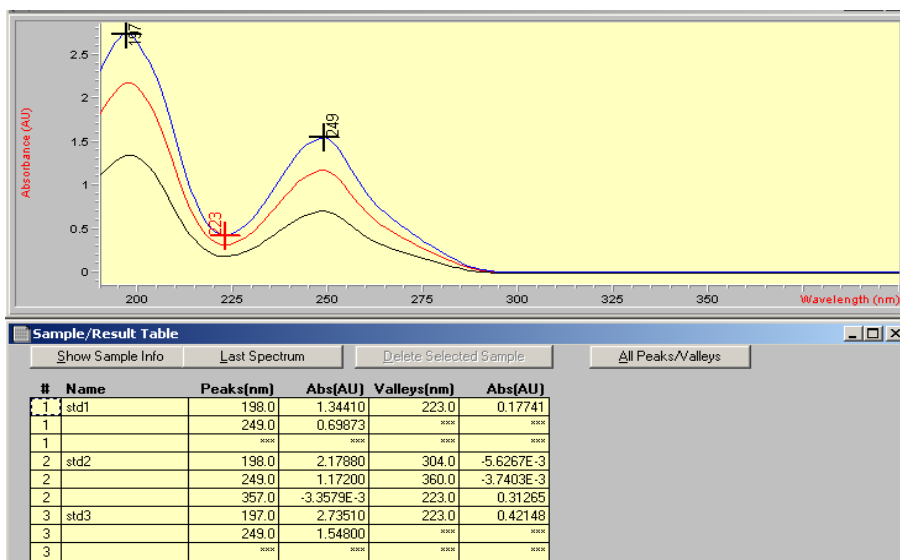 197
249
223
Absorbance (AU)
2.5
2
1.5
1
0.5
0
200 225 250 275 300 325 350 Wavelength (nm)
Sample/Result Table
Show Sample Info Last Spectrum Delete Selected Sample All Peaks/Valleys
# Name Peaks(nm) Abs(AU) Valleys(nm) Abs(AU)
1 std1 198.0 1.34410 223.0 0.17741
1 249.0 0.69873 *** ***
1 *** *** *** ***
2 std2 198.0 2.17880 304.0 -5.6267E-3
2 249.0 1.17200 360.0 -3.7403E-3
2 357.0 -3.3579E-3 223.0 0.31265
3 std3 197.0 2.73510 223.0 0.42148
3 249.0 1.54800 *** ***
3 *** *** *** ***